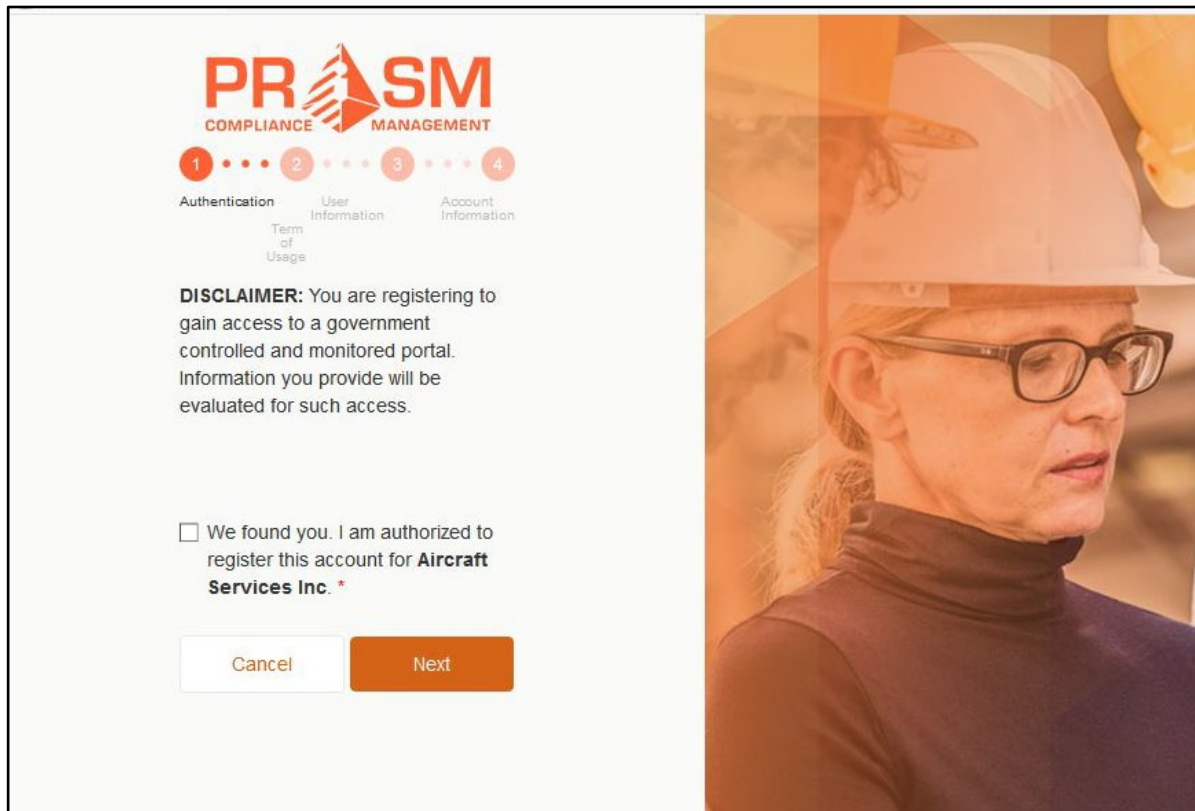 PRISM
COMPLIANCE MANAGEMENT
1 2 3 4
Authentication
Term
of
Usage
User
Information
Account
Information
DISCLAIMER: You are registering to
gain access to a government
controlled and monitored portal.
Information you provide will be
evaluated for such access.
We found you. I am authorized to
register this account for Aircraft
Services Inc. *
Cancel
Next